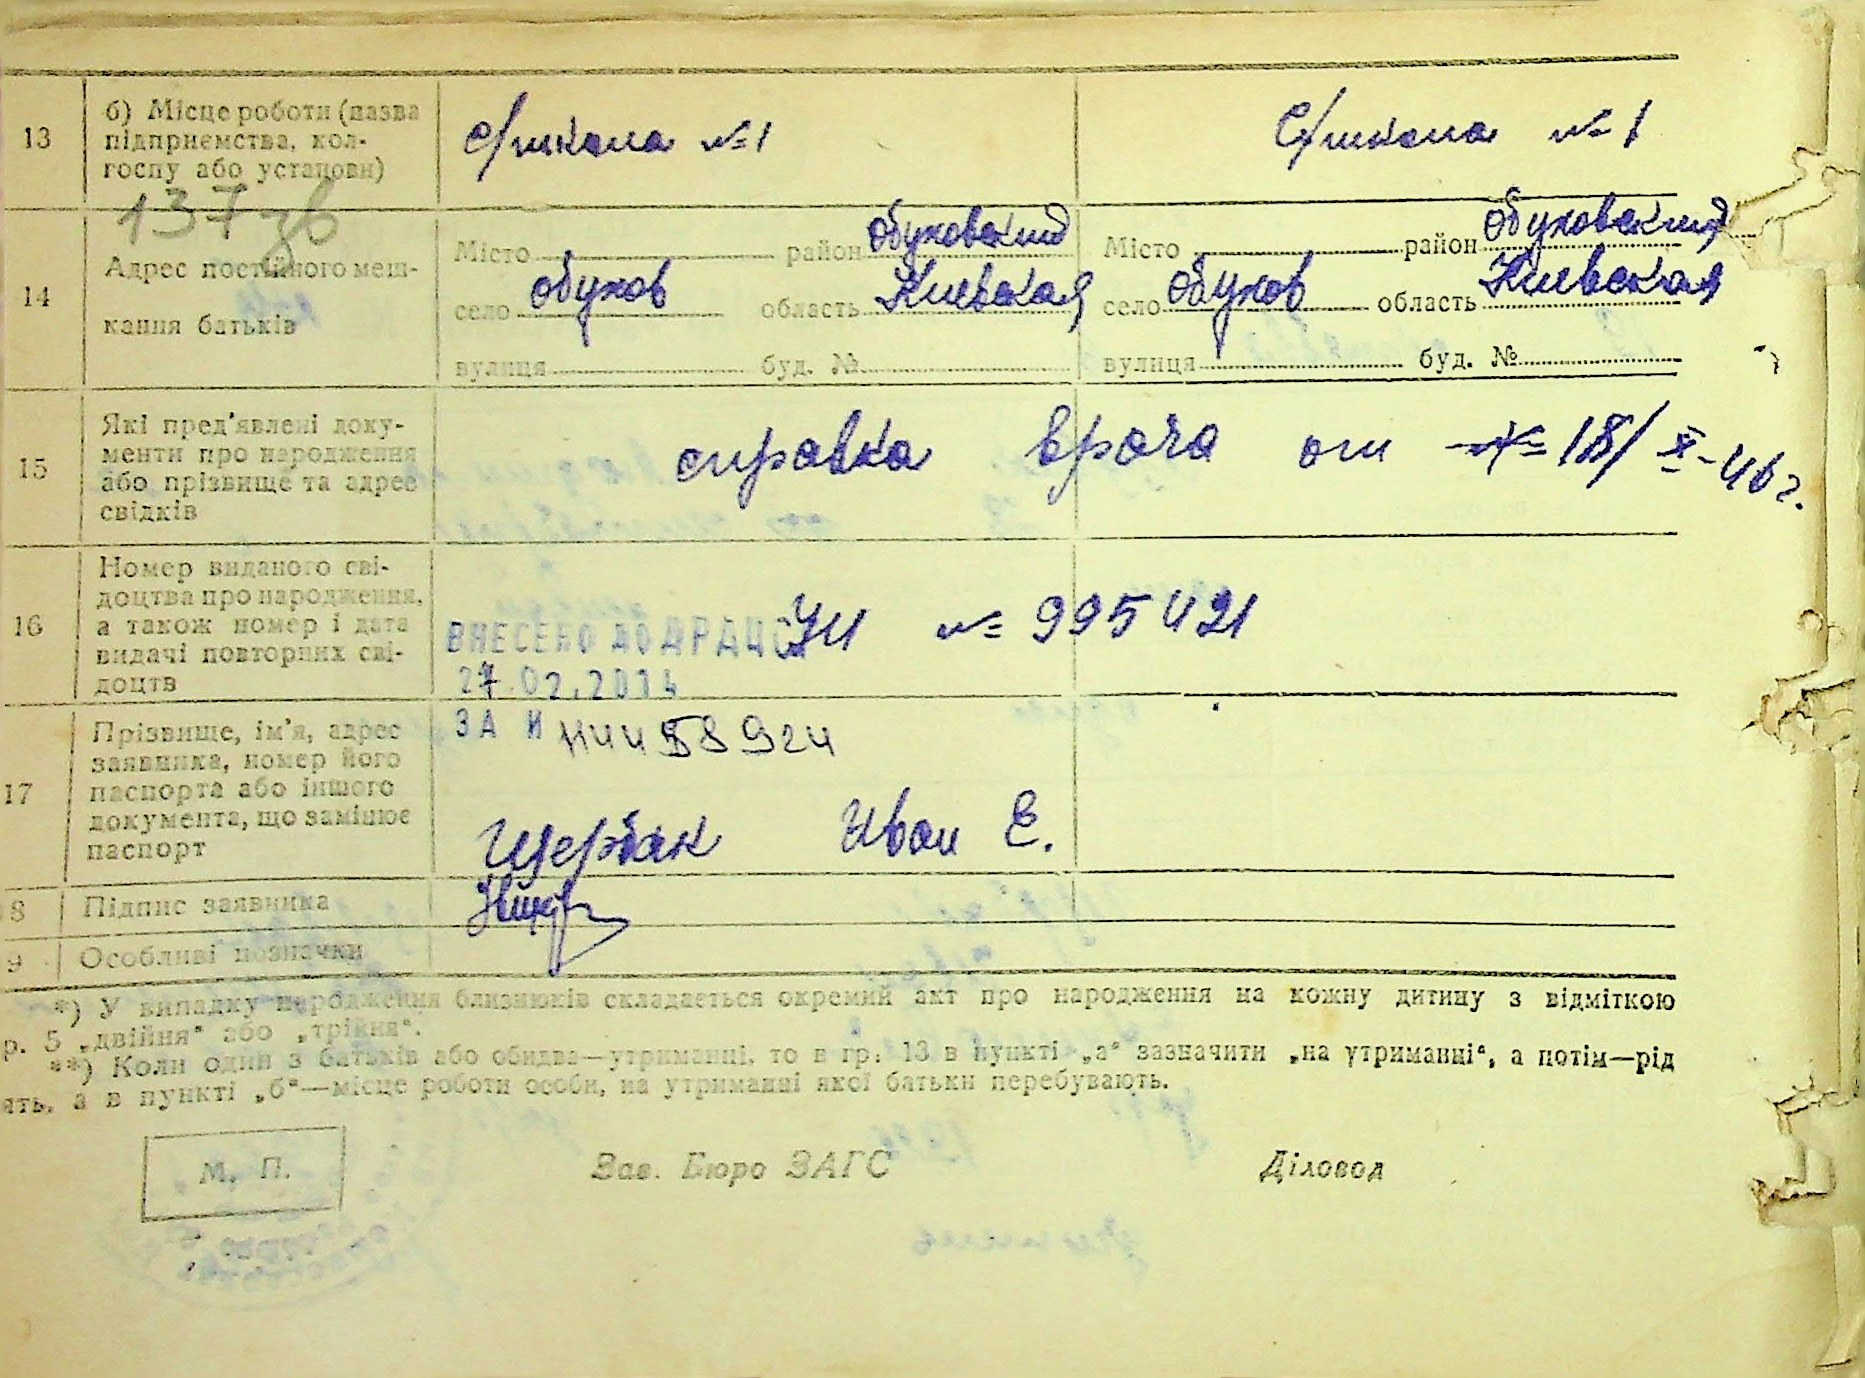 13 б) Місце роботи (назва підприємства, колгоспу або установи) с/школа №1 с/школа №1
137 зв
14 Адрес постійного мешкання батьків
Місто район Обуховский Місто район Обуховский
село Обухов область Киевская село Обухов область Киевская
вулиця буд. № вулиця буд. №
15 Які пред'явлені документи про народження або прізвище та адрес свідків
справка врача от 18/X-46 г.
16 Номер виданого свідоцтва про народження, а також номер і дата видачі повторних свідоцтв
№ 995421
ВНЕСЕНО ДО ДРАЦС
27.02.2014
ЗА И
17 Прізвище, ім'я, адрес заявника, номер його паспорта або іншого документа, що замінює паспорт
Щербак Иван Е.
8 Підпис заявника
9 Особливі позначки
*) У випадку народження близнюків складається окремий акт про народження на кожну дитину з відміткою
р. 5 „двійня“ або „трійня“.
**) Коли один з батьків або обидва—утриманці, то в гр. 13 в пункті „а“ зазначити „на утриманні“, а потім—рід
ять, а в пункті „б“—місце роботи особи, на утриманні якої батьки перебувають.
М. П. Зав. Бюро ЗАГС Діловод